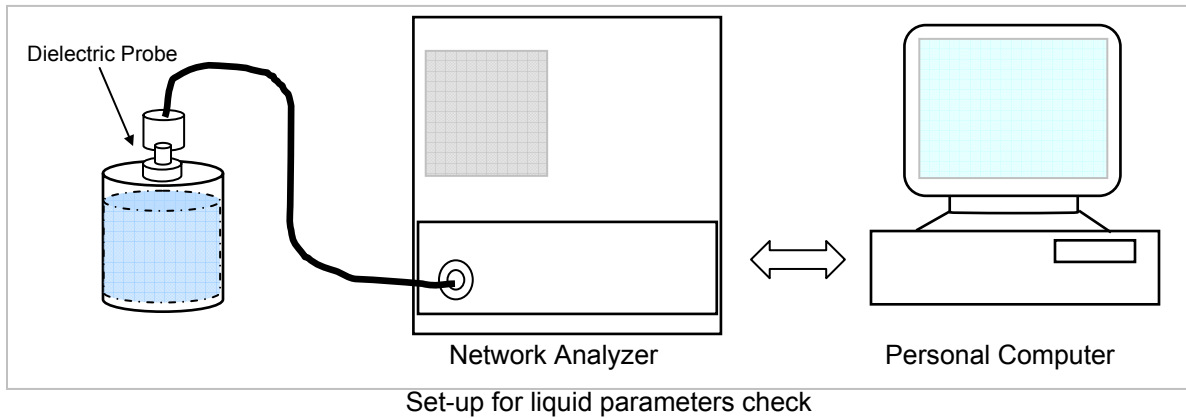 Dielectric Probe
Network Analyzer
Personal Computer
Set-up for liquid parameters check